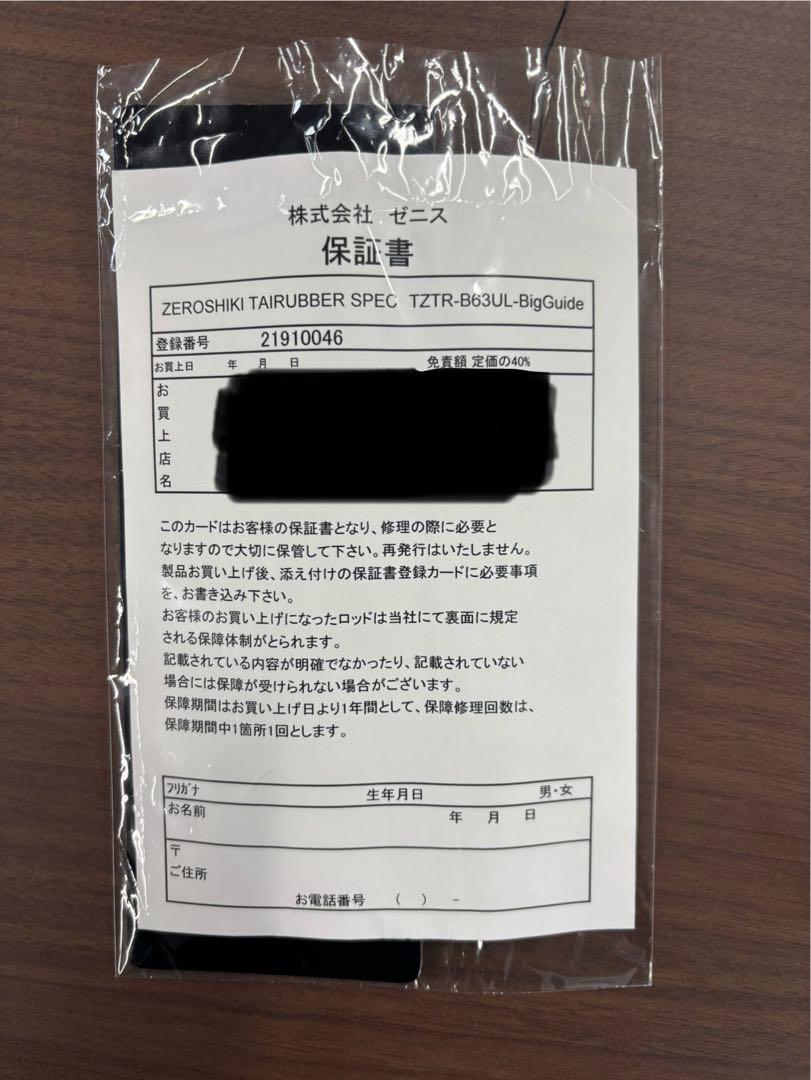 株式会社 ゼニス
保証書
ZEROSHIKI TAIRUBBER SPEC TZTR-B63UL-BigGuide
登録番号 21910046
お買上日 年 月 日 免責額 定価の40%
お買上店名
このカードはお客様の保証書となり、修理の際に必要と
なりますので大切に保管して下さい。再発行はいたしません。
製品お買い上げ後、添え付けの保証書登録カードに必要事項
を、お書き込み下さい。
お客様のお買い上げになったロッドは当社にて裏面に規定
される保障体制がとられます。
記載されている内容が明確でなかったり、記載されていない
場合には保障が受けられない場合がございます。
保障期間はお買い上げ日より1年間として、保障修理回数は、
保障期間中1箇所1回とします。
ﾌﾘｶﾞﾅ 生年月日 男・女
お名前 年 月 日
〒
ご住所
お電話番号 ( ) -